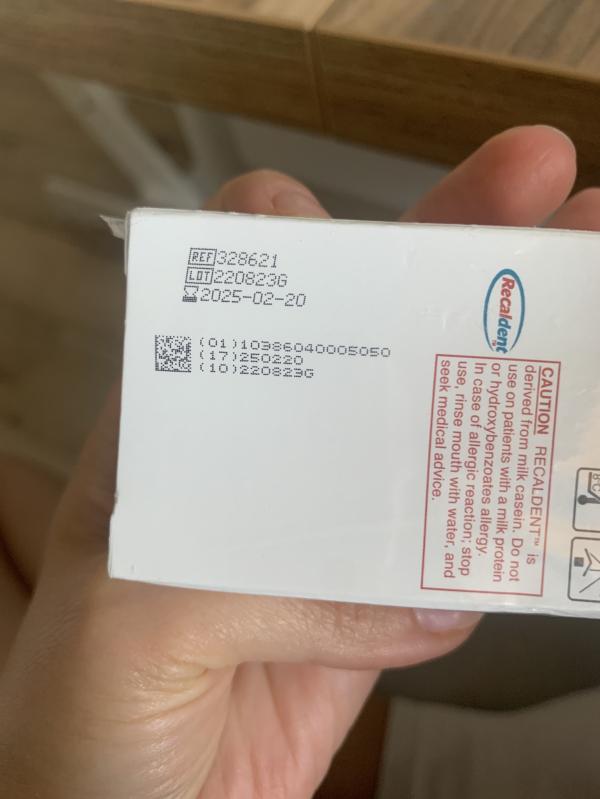 REF 328621
LOT 220823G
2025-02-20
(01)10386040005050
(17)250220
(10)220823G
Recaldent™
CAUTION RECALDENT™ is
derived from milk casein. Do not
use on patients with a milk protein
or hydroxybenzoates allergy.
In case of allergic reaction; stop
use, rinse mouth with water, and
seek medical advice.